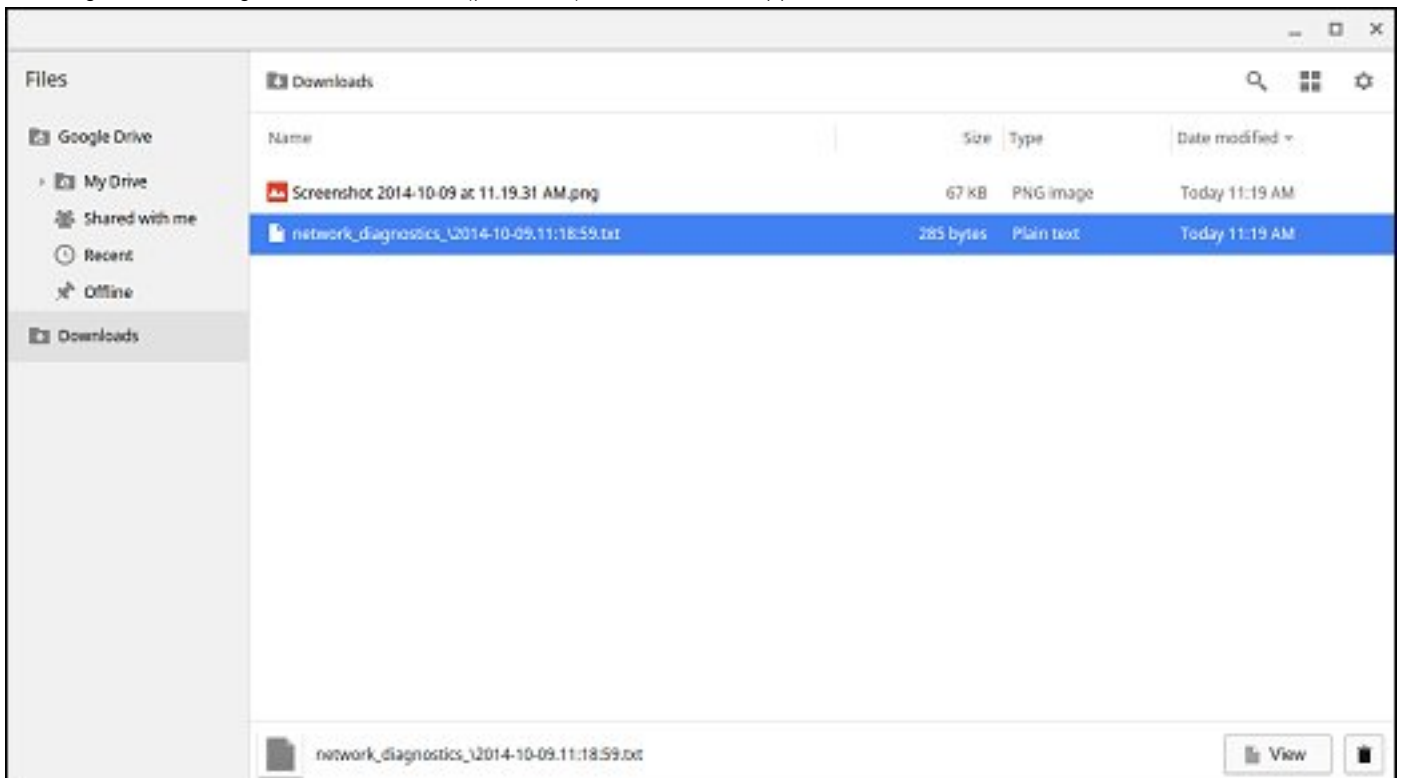 Files
Downloads
Google Drive
Name Size Type Date modified
My Drive
Screenshot 2014-10-09 at 11.19.31 AM.png 67 KB PNG image Today 11:19 AM
Shared with me
network_diagnostics_\2014-10-09.11:18:59.txt 285 bytes Plain text Today 11:19 AM
Recent
Offline
Downloads
network_diagnostics_\2014-10-09.11:18:59.txt View